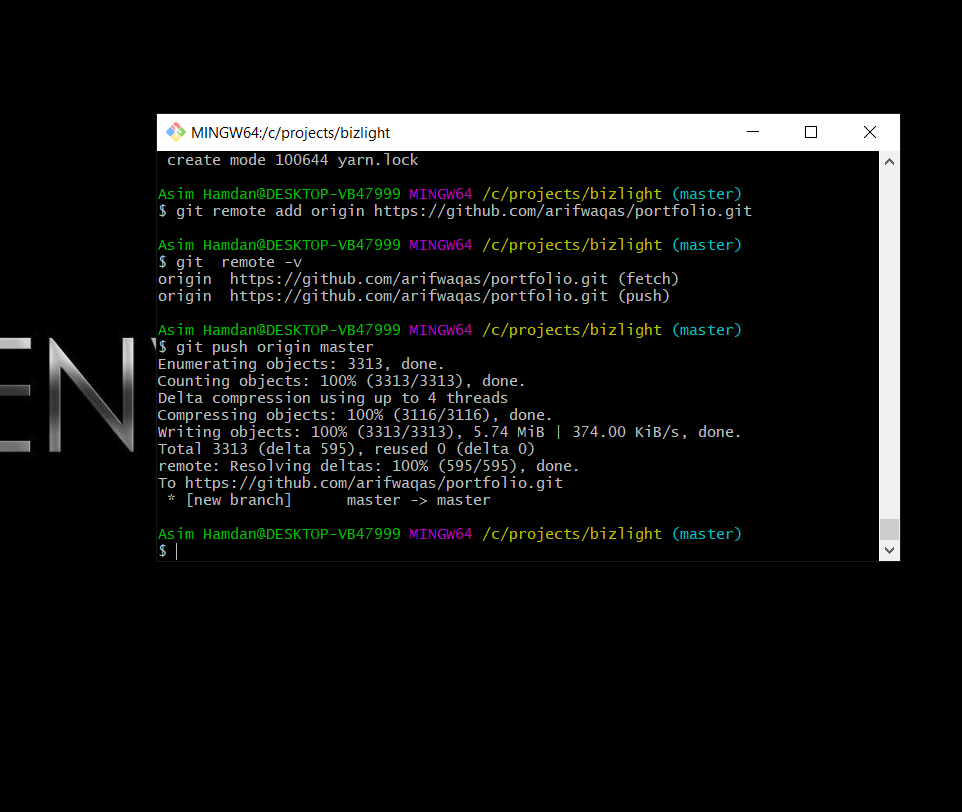 MINGW64:/c/projects/bizlight
create mode 100644 yarn.lock
Asim Hamdan@DESKTOP-VB47999 MINGW64 /c/projects/bizlight (master)
$ git remote add origin https://github.com/arifwaqas/portfolio.git
Asim Hamdan@DESKTOP-VB47999 MINGW64 /c/projects/bizlight (master)
$ git  remote -v
origin  https://github.com/arifwaqas/portfolio.git (fetch)
origin  https://github.com/arifwaqas/portfolio.git (push)
Asim Hamdan@DESKTOP-VB47999 MINGW64 /c/projects/bizlight (master)
$ git push origin master
Enumerating objects: 3313, done.
Counting objects: 100% (3313/3313), done.
Delta compression using up to 4 threads
Compressing objects: 100% (3116/3116), done.
Writing objects: 100% (3313/3313), 5.74 MiB | 374.00 KiB/s, done.
Total 3313 (delta 595), reused 0 (delta 0)
remote: Resolving deltas: 100% (595/595), done.
To https://github.com/arifwaqas/portfolio.git
 * [new branch]      master -> master
Asim Hamdan@DESKTOP-VB47999 MINGW64 /c/projects/bizlight (master)
$